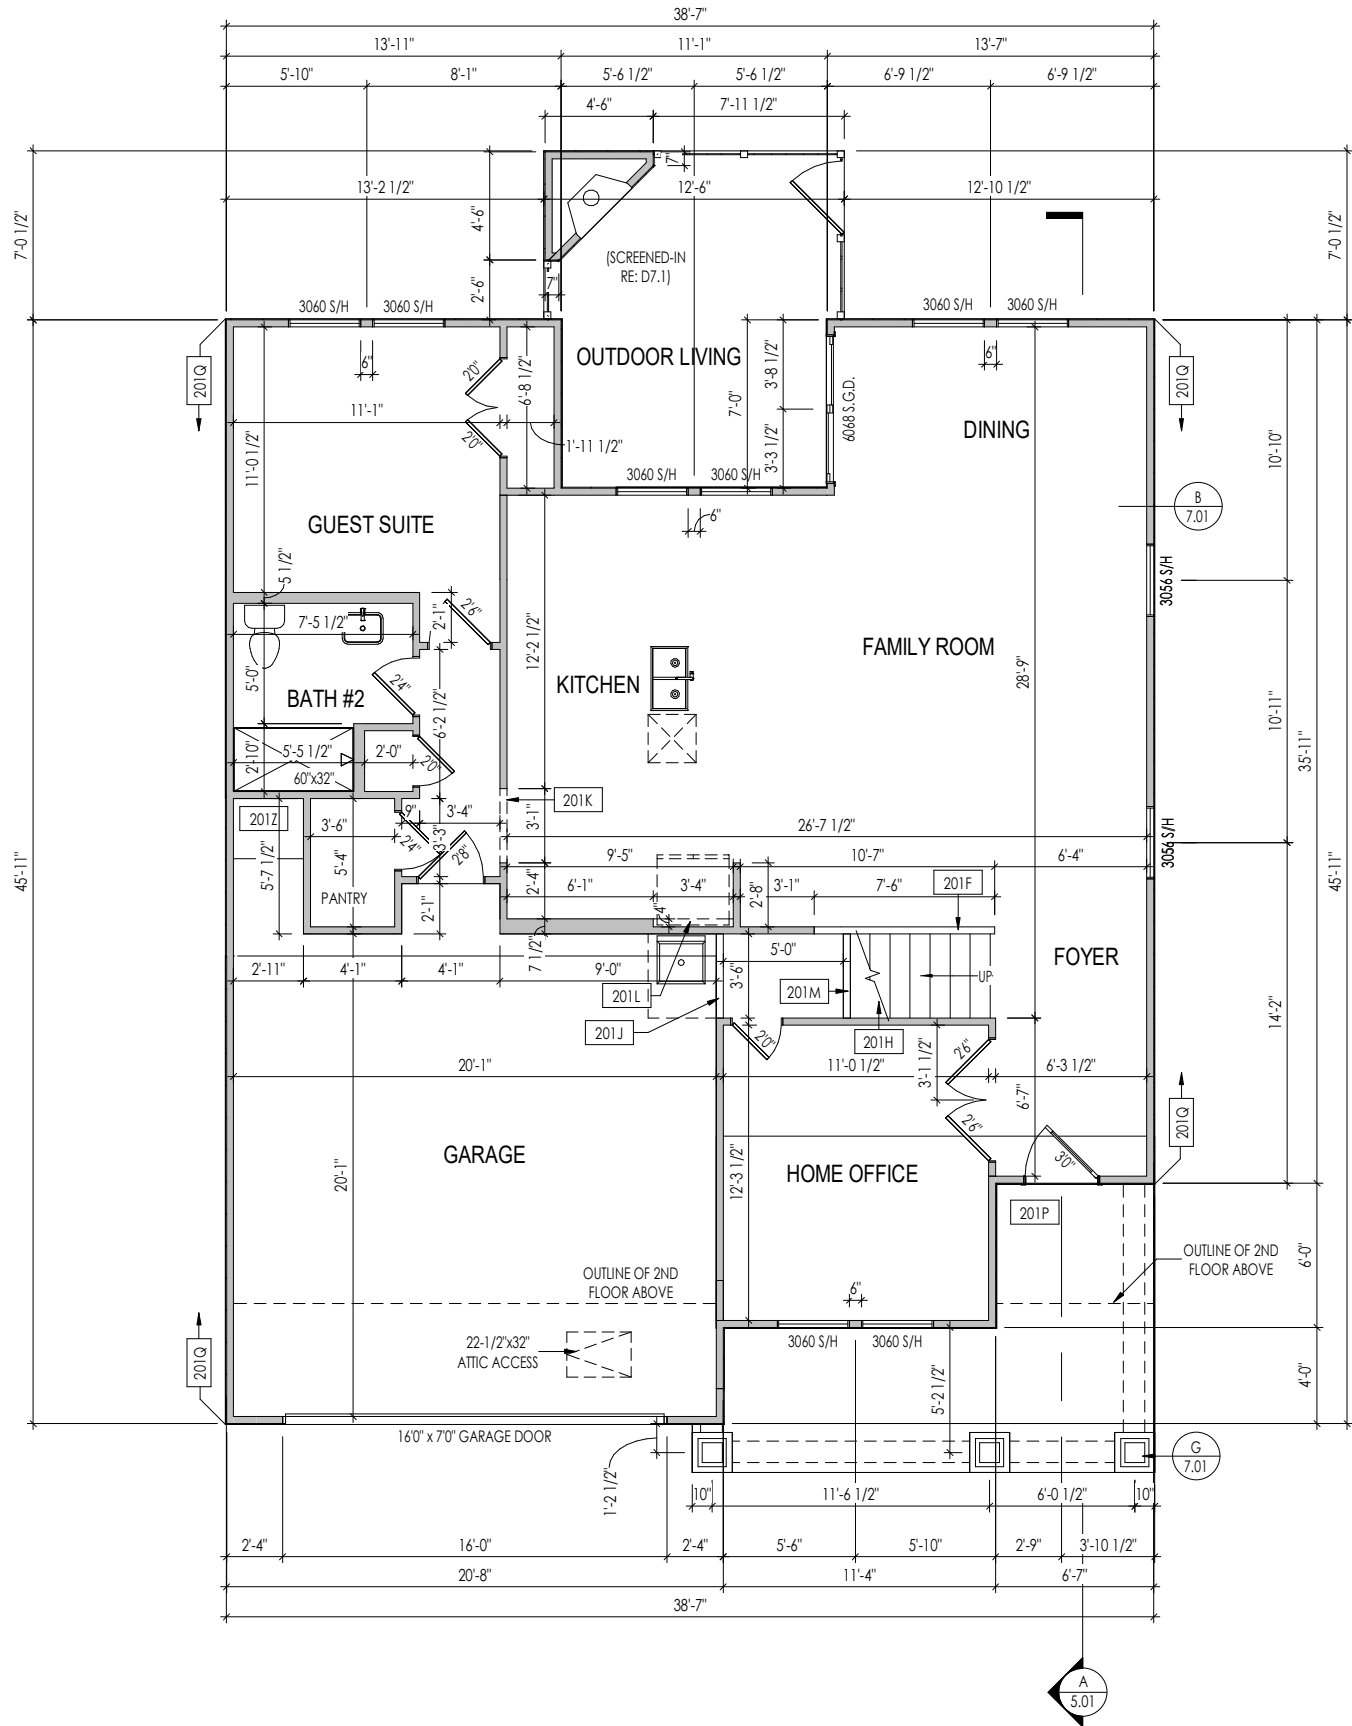 38'-7"
13'-11"
11'-1"
13'-7"
5'-10"
8'-1"
5'-6 1/2"
5'-6 1/2"
6'-9 1/2"
6'-9 1/2"
4'-6"
7'-11 1/2"
7"
13'-2 1/2"
12'-6"
12'-10 1/2"
7'-0 1/2"
4'-6"
7'-0 1/2"
(SCREENED-IN
RE: D7.1)
2'-6"
7"
3060 S/H
3060 S/H
3060 S/H
3060 S/H
201Q
6"
2'0"
6'-8 1/2"
OUTDOOR LIVING
3'-8 1/2"
6"
201Q
11'-1"
7'-0"
6068 S.G.D.
DINING
2'0"
1'-11 1/2"
11'-0 1/2"
3060 S/H
3060 S/H
3'-3 1/2"
10'-10"
GUEST SUITE
6"
B
7.01
5 1/2"
3056 S/H
7'-5 1/2"
2'-1"
2'6"
12'-2 1/2"
FAMILY ROOM
28'-9"
5'-0"
BATH #2
2'4"
6'-2 1/2"
KITCHEN
10'-11"
35'-11"
2'-10"
5'-5 1/2"
2'-0"
2'0"
60"x32"
201K
201Z
3'-6"
9"
3'-4"
3'-1"
26'-7 1/2"
3056 S/H
2'4"
3'-3"
2'8"
5'-4"
9'-5"
10'-7"
6'-4"
45'-11"
45'-11"
5'-7 1/2"
PANTRY
2'-4"
6'-1"
3'-4"
2'-8"
3'-1"
7'-6"
201F
2'-1"
4"
7 1/2"
5'-0"
FOYER
2'-11"
4'-1"
4'-1"
9'-0"
3'-6"
UP
201L
201M
14'-2"
201J
201H
2'0"
3'-1 1/2"
2'6"
20'-1"
11'-0 1/2"
6'-3 1/2"
6'-7"
201Q
2'6"
3'0"
GARAGE
20'-1"
12'-3 1/2"
HOME OFFICE
201P
OUTLINE OF 2ND
FLOOR ABOVE
6'-0"
OUTLINE OF 2ND
FLOOR ABOVE
6"
201Q
22-1/2"x32"
ATTIC ACCESS
3060 S/H
3060 S/H
5'-2 1/2"
4'-0"
16'0" x 7'0" GARAGE DOOR
G
7.01
1'-2 1/2"
10"
11'-6 1/2"
6'-0 1/2"
10"
2'-4"
16'-0"
2'-4"
5'-6"
5'-10"
2'-9"
3'-10 1/2"
20'-8"
11'-4"
6'-7"
38'-7"
A
5.01